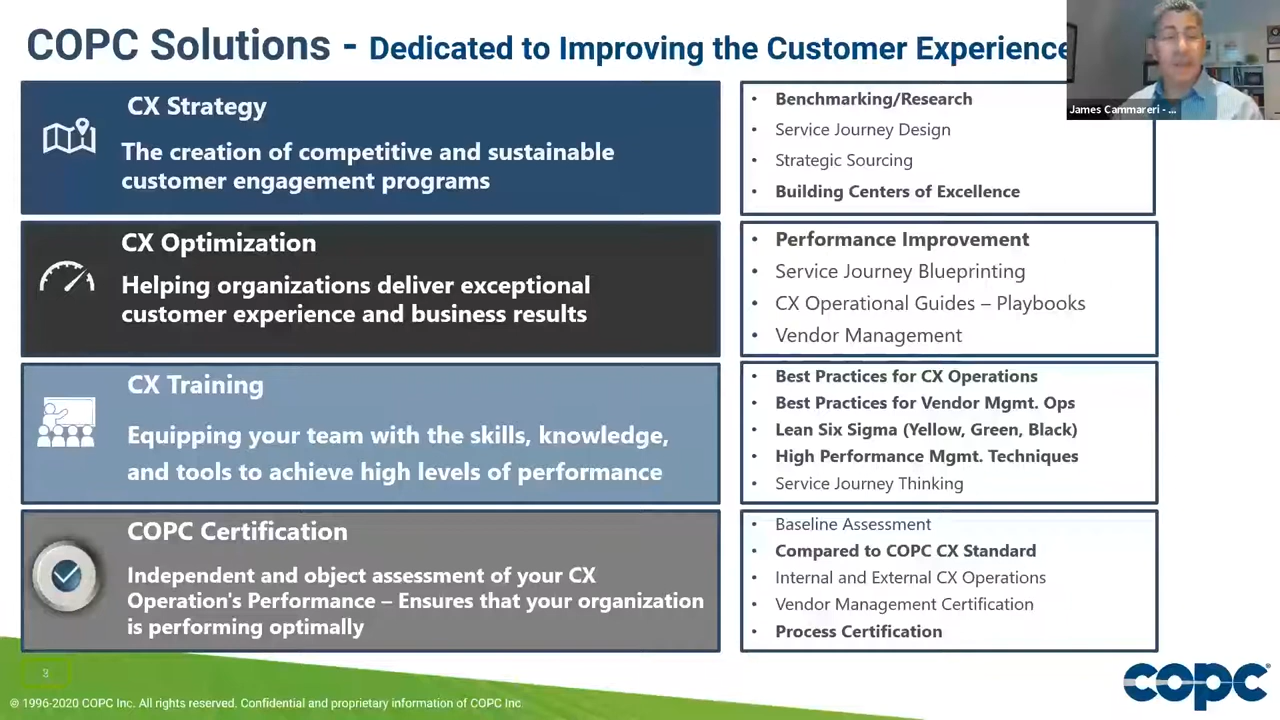 COPC Solutions - Dedicated to Improving the Customer Experience
James Cammareri - ...
CX Strategy
The creation of competitive and sustainable
customer engagement programs
• Benchmarking/Research
• Service Journey Design
• Strategic Sourcing
• Building Centers of Excellence
CX Optimization
Helping organizations deliver exceptional
customer experience and business results
• Performance Improvement
• Service Journey Blueprinting
• CX Operational Guides – Playbooks
• Vendor Management
CX Training
Equipping your team with the skills, knowledge,
and tools to achieve high levels of performance
• Best Practices for CX Operations
• Best Practices for Vendor Mgmt. Ops
• Lean Six Sigma (Yellow, Green, Black)
• High Performance Mgmt. Techniques
• Service Journey Thinking
COPC Certification
Independent and object assessment of your CX
Operation's Performance – Ensures that your organization
is performing optimally
• Baseline Assessment
• Compared to COPC CX Standard
• Internal and External CX Operations
• Vendor Management Certification
• Process Certification
3
© 1996-2020 COPC Inc. All rights reserved. Confidential and proprietary information of COPC Inc.
copc®